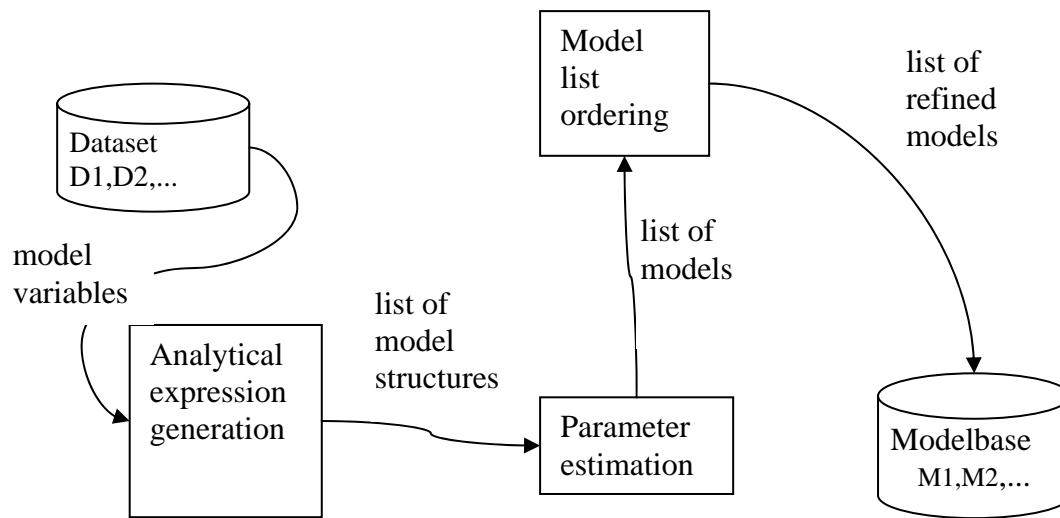 Dataset
D1,D2,...
model
variables
Analytical
expression
generation
list of
model
structures
Parameter
estimation
list of
models
Model
list
ordering
list of
refined
models
Modelbase
M1,M2,...